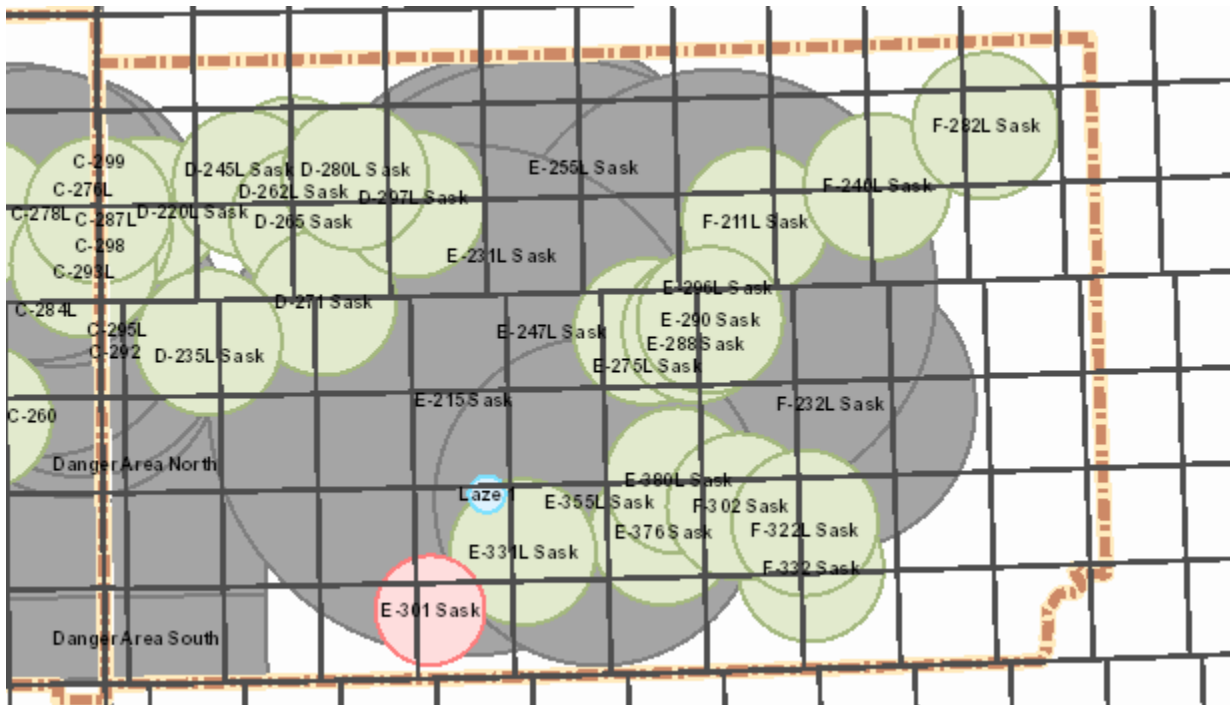 F-282L Sask
C-299
D-245L Sask
D-280L Sask
E-255L Sask
C-276L
D-262L Sask
F-240L Sask
D-297L Sask
C-278L
C-287L
D-220L Sask
D-265 Sask
F-211L Sask
C-298
E-231L Sask
C-293L
E-296L Sask
D-271 Sask
C-284L
E-290 Sask
C-295L
E-247L Sask
E-288 Sask
C-292
D-235L Sask
E-275L Sask
E-215 Sask
F-232L Sask
C-260
Danger Area North
E-380L Sask
Laze 1
E-355L Sask
F-302 Sask
E-376 Sask
F-322L Sask
E-331L Sask
F-332 Sask
E-301 Sask
Danger Area South